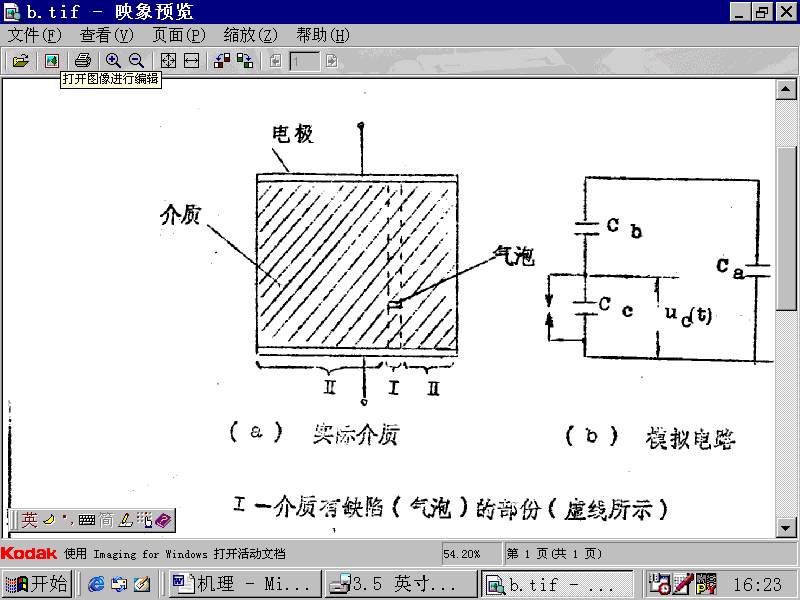 b.tif - 映象预览
文件(F) 查看(V) 页面(P) 缩放(Z) 帮助(H)
1
打开图像进行编辑
电极
介质
气泡
II I II
(a) 实际介质
C b
C a
C c
u c(t)
(b) 模拟电路
I—介质有缺陷(气泡)的部份(虚线所示)
英 简
Kodak 使用 Imaging for Windows 打开活动文档 54.20% 第 1 页(共 1 页)
开始 机理 - Mi... 3.5 英寸... b.tif - ... 16:23